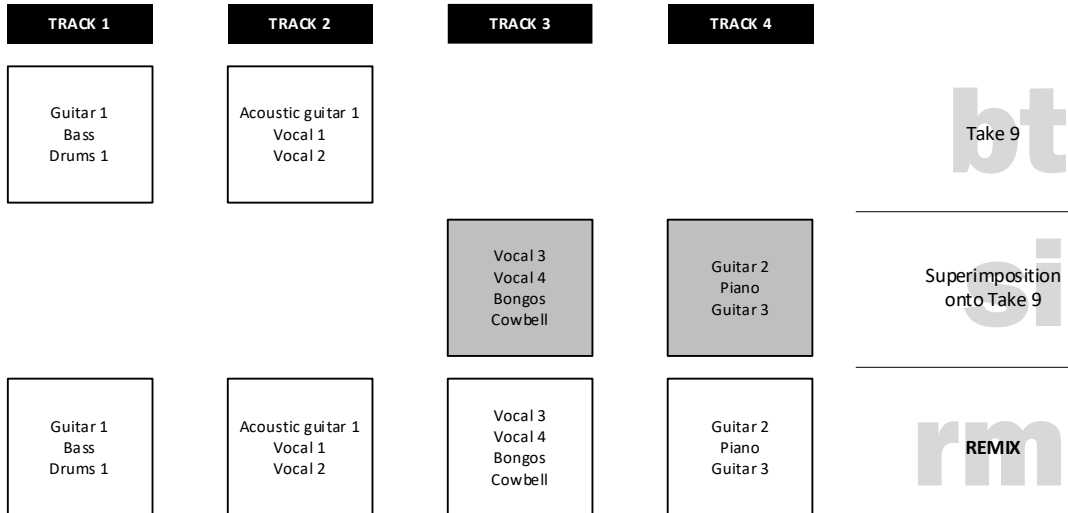 TRACK 1
TRACK 2
TRACK 3
TRACK 4
Guitar 1
Bass
Drums 1
Acoustic guitar 1
Vocal 1
Vocal 2
bt
Take 9
Vocal 3
Vocal 4
Bongos
Cowbell
Guitar 2
Piano
Guitar 3
si
Superimposition
onto Take 9
Guitar 1
Bass
Drums 1
Acoustic guitar 1
Vocal 1
Vocal 2
Vocal 3
Vocal 4
Bongos
Cowbell
Guitar 2
Piano
Guitar 3
rm
REMIX